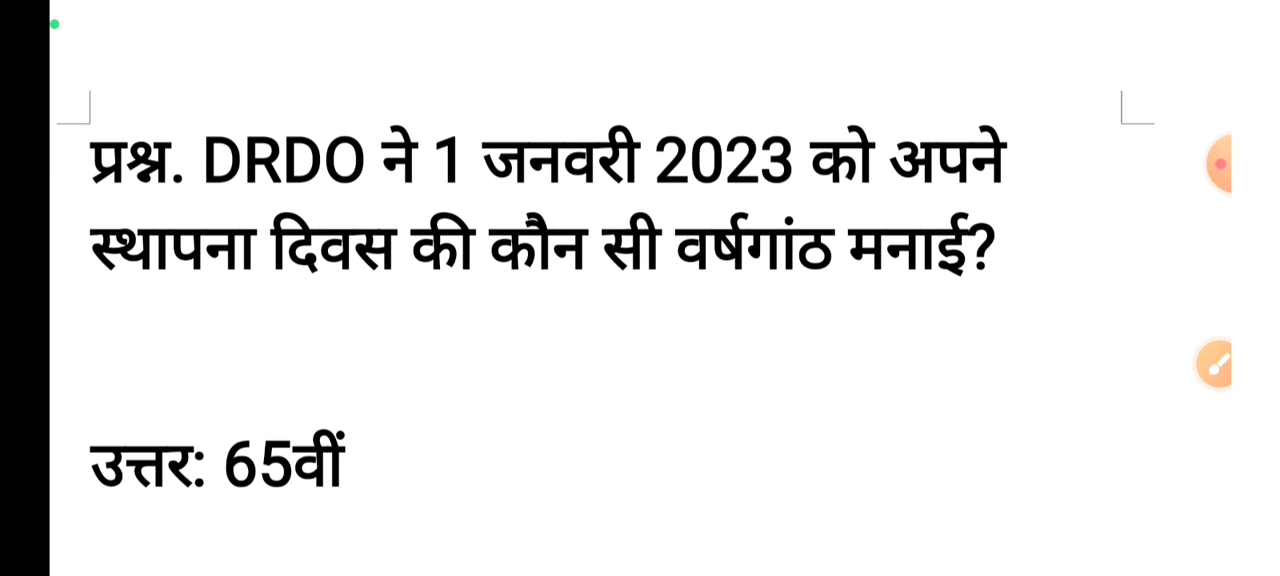 प्रश्न. DRDO ने 1 जनवरी 2023 को अपने
स्थापना दिवस की कौन सी वर्षगांठ मनाई?
उत्तर: 65वीं